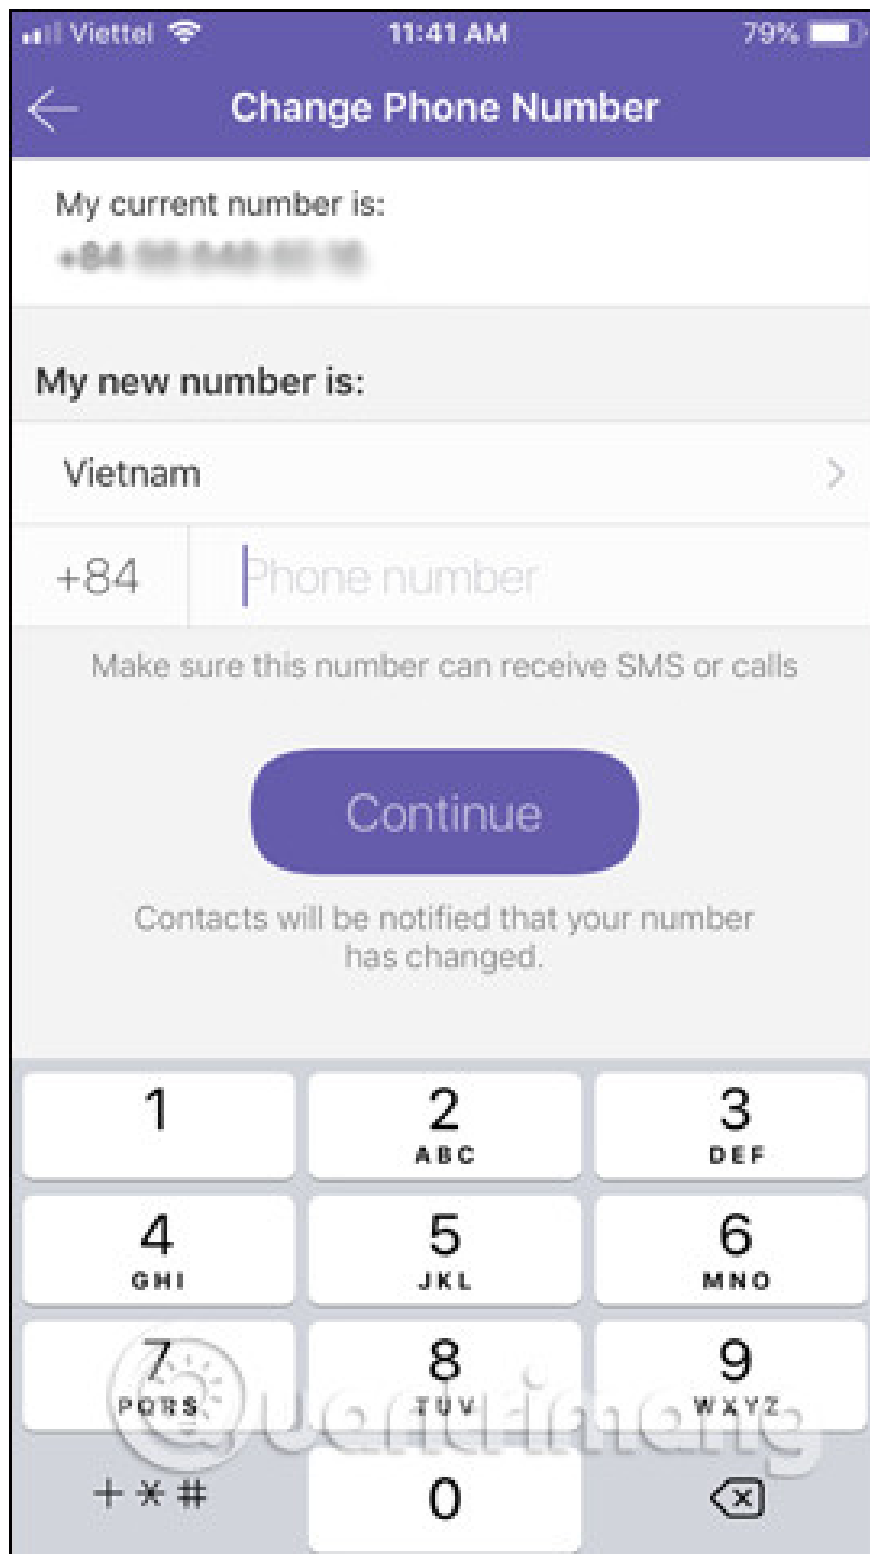 Viettel 11:41 AM 79%
Change Phone Number
My current number is:
+84
My new number is:
Vietnam
+84 Phone number
Make sure this number can receive SMS or calls
Continue
Contacts will be notified that your number
has changed.
1 2 3
ABC DEF
4 5 6
GHI JKL MNO
7 8 9
PQRS TUV WXYZ
Quantrimang
+ * # 0